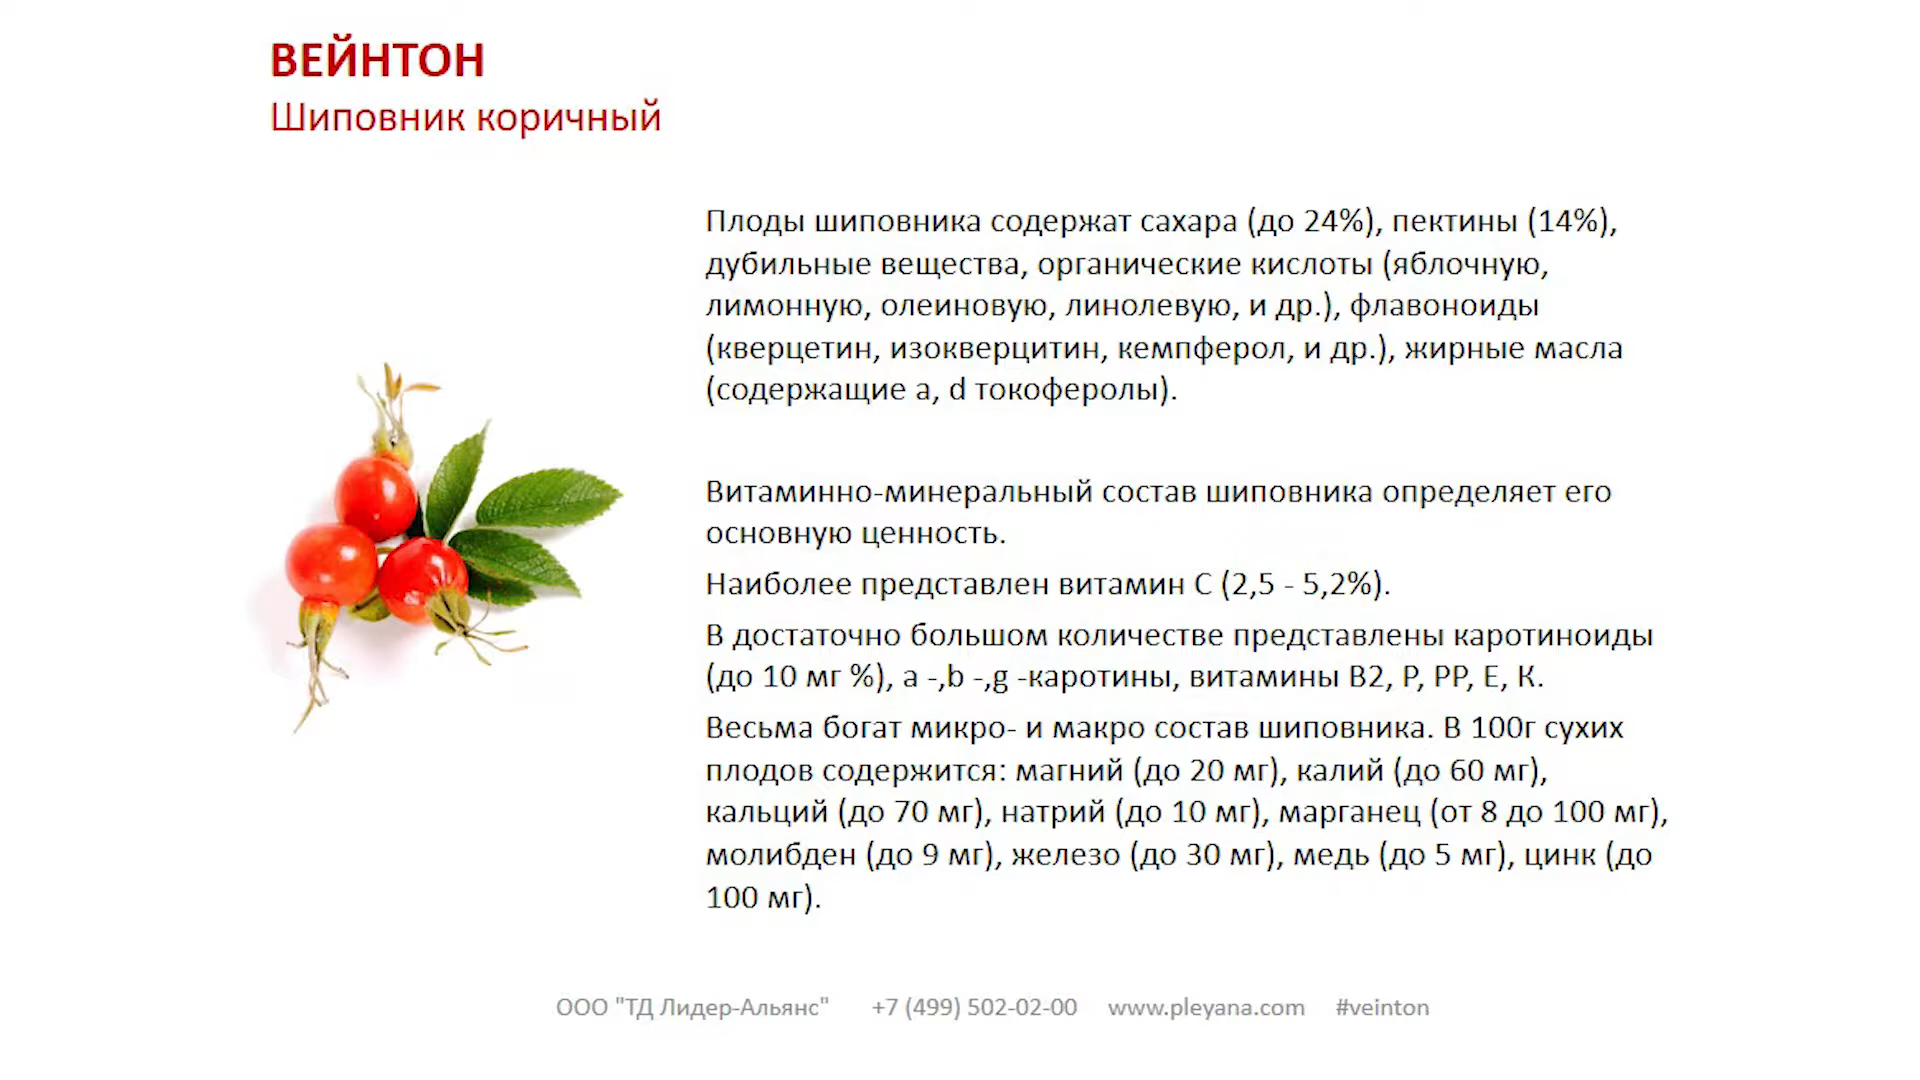 ВЕЙНТОН
Шиповник коричный
Плоды шиповника содержат сахара (до 24%), пектины (14%),
дубильные вещества, органические кислоты (яблочную,
лимонную, олеиновую, линолевую, и др.), флавоноиды
(кверцетин, изокверцитин, кемпферол, и др.), жирные масла
(содержащие a, d токоферолы).
Витаминно-минеральный состав шиповника определяет его
основную ценность.
Наиболее представлен витамин С (2,5 - 5,2%).
В достаточно большом количестве представлены каротиноиды
(до 10 мг %), a -,b -,g -каротины, витамины В2, Р, РР, Е, К.
Весьма богат микро- и макро состав шиповника. В 100г сухих
плодов содержится: магний (до 20 мг), калий (до 60 мг),
кальций (до 70 мг), натрий (до 10 мг), марганец (от 8 до 100 мг),
молибден (до 9 мг), железо (до 30 мг), медь (до 5 мг), цинк (до
100 мг).
ООО "ТД Лидер-Альянс" +7 (499) 502-02-00 www.pleyana.com #veinton